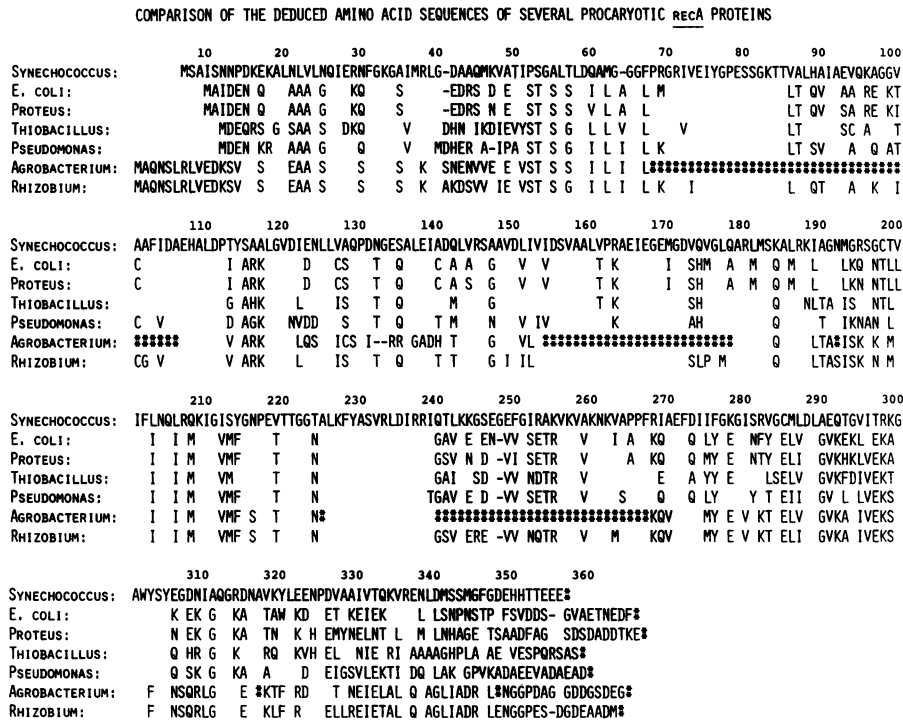 COMPARISON OF THE DEDUCED AMINO ACID SEQUENCES OF SEVERAL PROCARYOTIC RECA PROTEINS
10 20 30 40 50 60 70 80 90 100
SYNECHOCOCCUS: MSAISNNPDKEKALNLVLNQIERNFGKGAIMRLG-DAAQMKVATIPSGALTLDQAMG-GGFPRGRIVEIYGPESSGKTTVALHAIAEVQKAGGV
E. COLI: MAIDEN Q AAA G KQ S -EDRS D E ST S S I L A L M LT QV AA RE KT
PROTEUS: MAIDEN Q AAA G KQ S -EDRS N E ST S S V L A L LT QV SA RE KI
THIOBACILLUS: MDEQRS G SAA S DKQ V DHN IKDIEVYST S G L L V L V LT SC A T
PSEUDOMONAS: MDEN KR AAA G Q V MDHER A-IPA ST S G I L I L K LT SV A Q AT
AGROBACTERIUM: MAQNSLRLVEDKSV S EAA S S S K SNENVVE E VST S G I L I L‡‡‡‡‡‡‡‡‡‡‡‡‡‡‡‡‡‡‡‡‡‡‡‡‡‡‡‡‡‡‡‡
RHIZOBIUM: MAQNSLRLVEDKSV S EAA S S S K AKDSVV IE VST S G I L I L K I L QT A K I
110 120 130 140 150 160 170 180 190 200
SYNECHOCOCCUS: AAFIDAEHALDPTYSAALGVDIENLLVAQPDNGESALEIADQLVRSAAVDLIVIDSVAALVPRAEIEGEMGDVQVGLQARLMSKALRKIAGNMGRSGCTV
E. COLI: C I ARK D CS T Q C A A G V V T K I SHM A M Q M L LKQ NTLL
PROTEUS: C I ARK D CS T Q C A S G V V T K I SH A M Q M L LKN NTLL
THIOBACILLUS: G AHK L IS T Q M G T K SH Q NLTA IS NTL
PSEUDOMONAS: C V D AGK NVDD S T Q T M N V IV K AH Q T IKNAN L
AGROBACTERIUM: ‡‡‡‡‡‡ V ARK LQS ICS I--RR GADH T G VL ‡‡‡‡‡‡‡‡‡‡‡‡‡‡‡‡‡‡‡‡‡‡‡‡‡ Q LTA‡ISK K M
RHIZOBIUM: CG V V ARK L IS T Q T T G I IL SLP M Q LTASISK N M
210 220 225 230 240 250 260 270 280 290 300
SYNECHOCOCCUS: IFLNQLRQKIGISYGNPEVTTGGTALKFYASVRLDIRRIQTLKKGSEGEFGIRAKVKVAKNKVAPPFRIAEFDIIFGKGISRVGCMLDLAEQTGVITRKG
E. COLI: I I M VMF T N GAV E EN-VV SETR V I A KQ Q LY E NFY ELV GVKEKL EKA
PROTEUS: I I M VMF T N GSV N D -VI SETR V A KQ Q MY E NTY ELI GVKHKLVEKA
THIOBACILLUS: I I M VM T N GAI SD -VV NDTR V E A YY E LSELV GVKFDIVEKT
PSEUDOMONAS: I I M VM F T N TGAV E D -VV SETR V S Q Q LY Y T EII GV L LVEKS
AGROBACTERIUM: I I M VMF S T N‡ ‡‡‡‡‡‡‡‡‡‡‡‡‡‡‡‡‡‡‡‡‡‡‡‡‡‡‡‡KQV MY E V KT ELV GVKA IVEKS
RHIZOBIUM: I I M VMF G T N GSV ERE -VV NQTR V M KQV MY E V KT ELI GVKA IVEKS
310 320 330 340 350 360
SYNECHOCOCCUS: AWYSYEGDNIAQGRDNAVKYLEENPDVAAIVTQKVRENLDMSSMGFGDEHHTTEEE‡
E. COLI: K EK G KA TAW KD ET KEIEK L LSNPNSTP FSVDDS- GVAETNEDF‡
PROTEUS: N EK G KA TN K H EMYNELNT L M LNHAGE TSAADFAG SDSDADDTKE‡
THIOBACILLUS: Q HR G K RQ KVH EL NIE RI AAAAGHPLA AE VESPQRSAS‡
PSEUDOMONAS: Q SK G KA A D EIGSVLEKTI DQ LAK GPVKADAEEVADAEAD‡
AGROBACTERIUM: F NSQRLG E ‡KTF RD T NEIELAL Q AGLIADR L‡NGGPDAG GDDGSDEG‡
RHIZOBIUM: F NSQRLG E KLF R ELLREIETAL Q AGLIADR LENGGPES-DGDEAADM‡